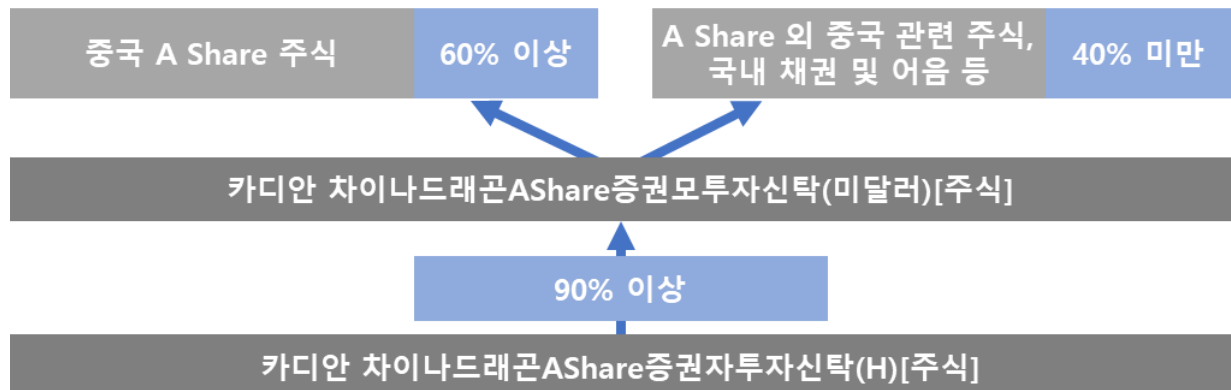 중국 A Share 주식
60% 이상
A Share 외 중국 관련 주식,
국내 채권 및 어음 등
40% 미만
카디안 차이나드래곤AShare증권모투자신탁(미달러)[주식]
90% 이상
카디안 차이나드래곤AShare증권자투자신탁(H)[주식]